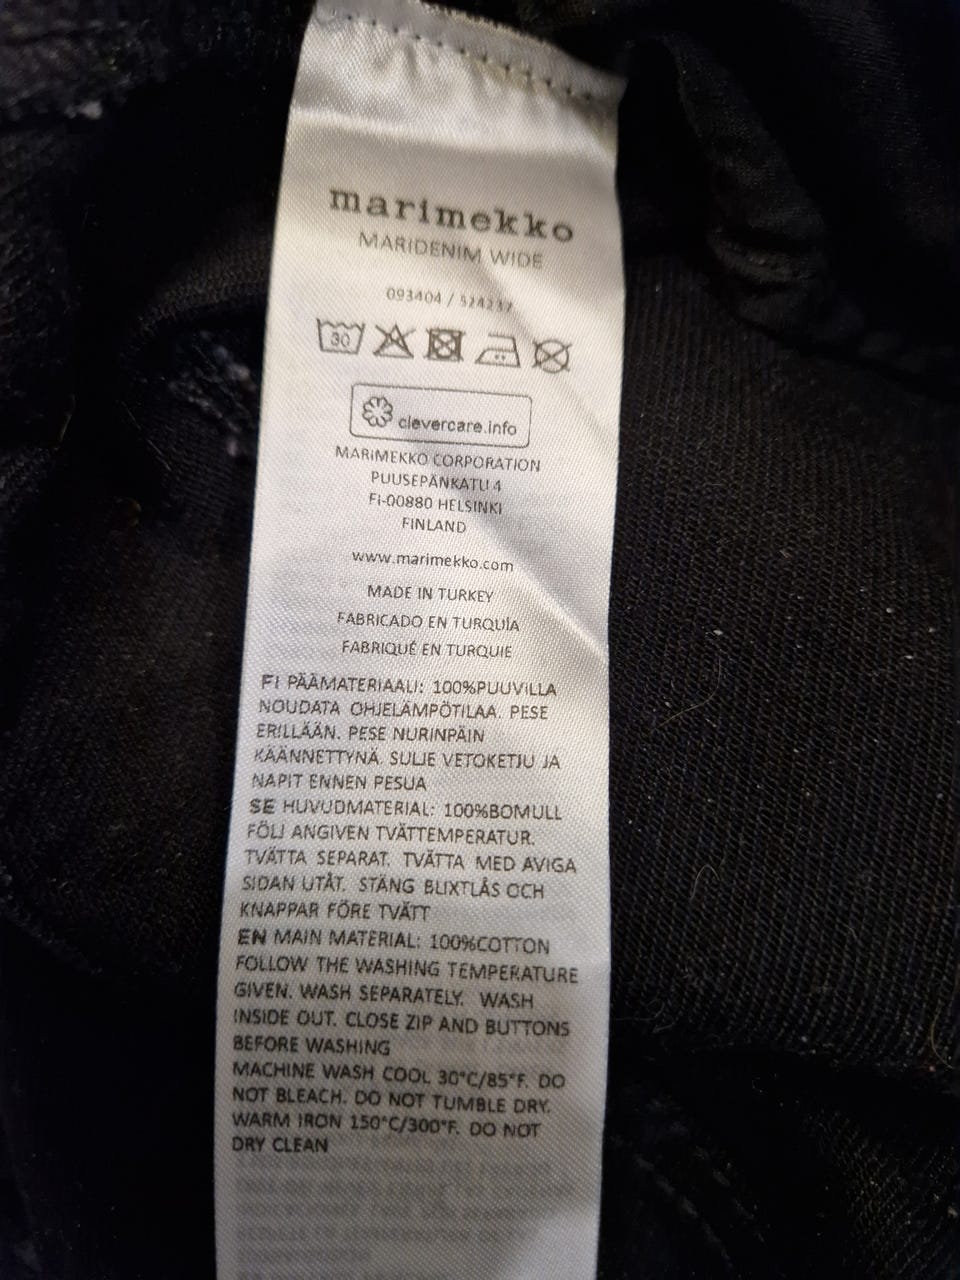 marimekko
MARIDENIM WIDE
093404 / 524237
30
clevercare.info
MARIMEKKO CORPORATION
PUUSEPÄNKATU 4
FI-00880 HELSINKI
FINLAND
www.marimekko.com
MADE IN TURKEY
FABRICADO EN TURQUÍA
FABRIQUÉ EN TURQUIE
FI PÄÄMATERIAALI: 100%PUUVILLA
NOUDATA OHJELÄMPÖTILAA. PESE
ERILLÄÄN. PESE NURINPÄIN
KÄÄNNETTYNÄ. SULJE VETOKETJU JA
NAPIT ENNEN PESUA
SE HUVUDMATERIAL: 100%BOMULL
FÖLJ ANGIVEN TVÄTTEMPERATUR.
TVÄTTA SEPARAT. TVÄTTA MED AVIGA
SIDAN UTÅT. STÄNG BLIXTLÅS OCH
KNAPPAR FÖRE TVÄTT
EN MAIN MATERIAL: 100%COTTON
FOLLOW THE WASHING TEMPERATURE
GIVEN. WASH SEPARATELY. WASH
INSIDE OUT. CLOSE ZIP AND BUTTONS
BEFORE WASHING
MACHINE WASH COOL 30°C/85°F. DO
NOT BLEACH. DO NOT TUMBLE DRY.
WARM IRON 150°C/300°F. DO NOT
DRY CLEAN